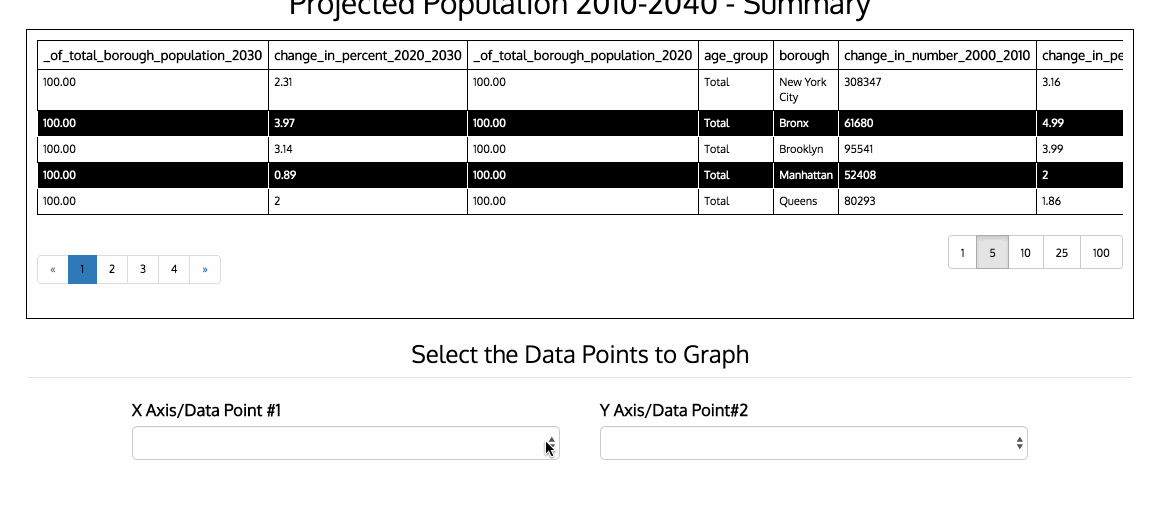 Projected Population 2010-2040 - Summary
_of_total_borough_population_2030 change_in_percent_2020_2030 _of_total_borough_population_2020 age_group borough change_in_number_2000_2010 change_in_pe
100.00 2.31 100.00 Total New York City 308347 3.16
100.00 3.97 100.00 Total Bronx 61680 4.99
100.00 3.14 100.00 Total Brooklyn 95541 3.99
100.00 0.89 100.00 Total Manhattan 52408 2
100.00 2 100.00 Total Queens 80293 1.86
« 1 2 3 4 »
1 5 10 25 100
Select the Data Points to Graph
X Axis/Data Point #1 Y Axis/Data Point#2